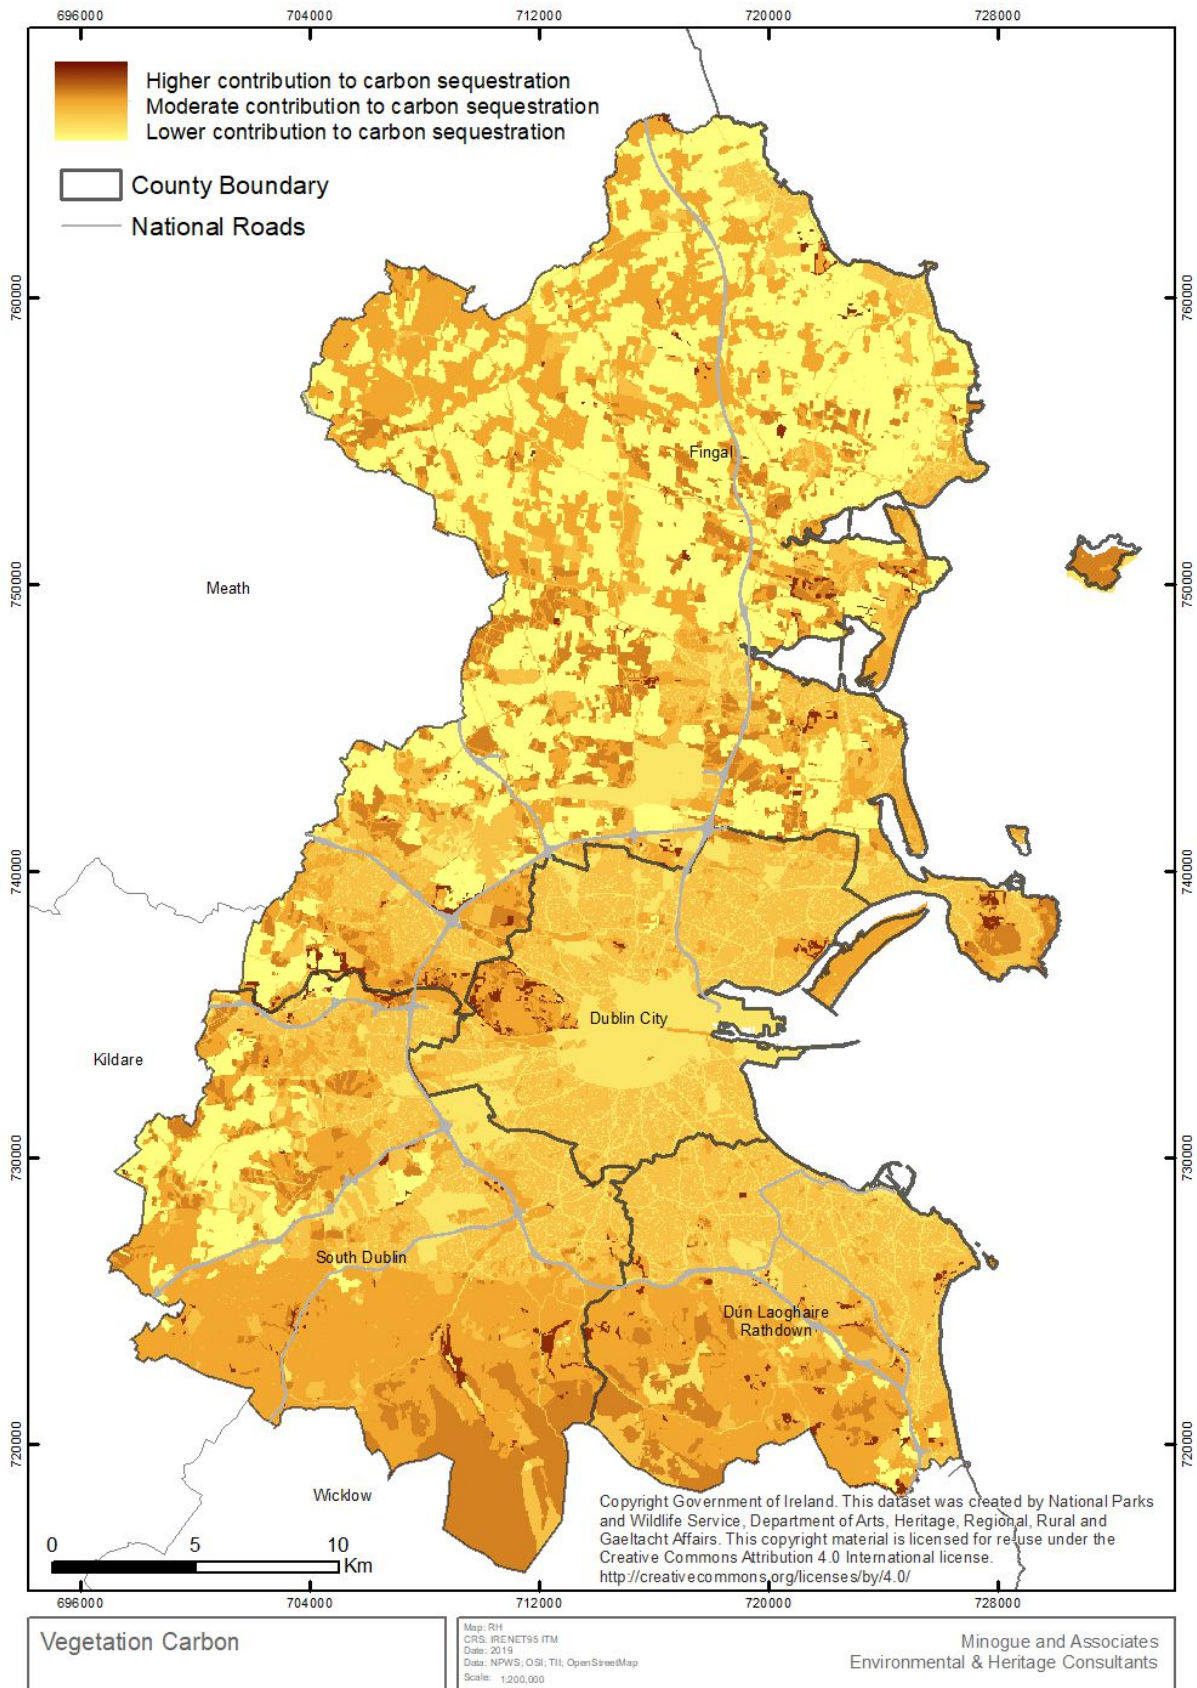 696000 704000 712000 720000 728000
Higher contribution to carbon sequestration
Moderate contribution to carbon sequestration
Lower contribution to carbon sequestration
County Boundary
National Roads
760000 760000
Fingal
Meath
750000 750000
740000 740000
Dublin City
Kildare
730000 730000
South Dublin
Dún Laoghaire
Rathdown
720000 720000
Wicklow
Copyright Government of Ireland. This dataset was created by National Parks
and Wildlife Service, Department of Arts, Heritage, Regional, Rural and
Gaeltacht Affairs. This copyright material is licensed for re-use under the
Creative Commons Attribution 4.0 International license.
http://creativecommons.org/licenses/by/4.0/
0 5 10
Km
696000 704000 712000 720000 728000
Vegetation Carbon
Map: RH
CRS: IRENET95 ITM
Date: 2019
Data: NPWS; OSI; TII; OpenStreetMap
Scale: 1:200,000
Minogue and Associates
Environmental & Heritage Consultants